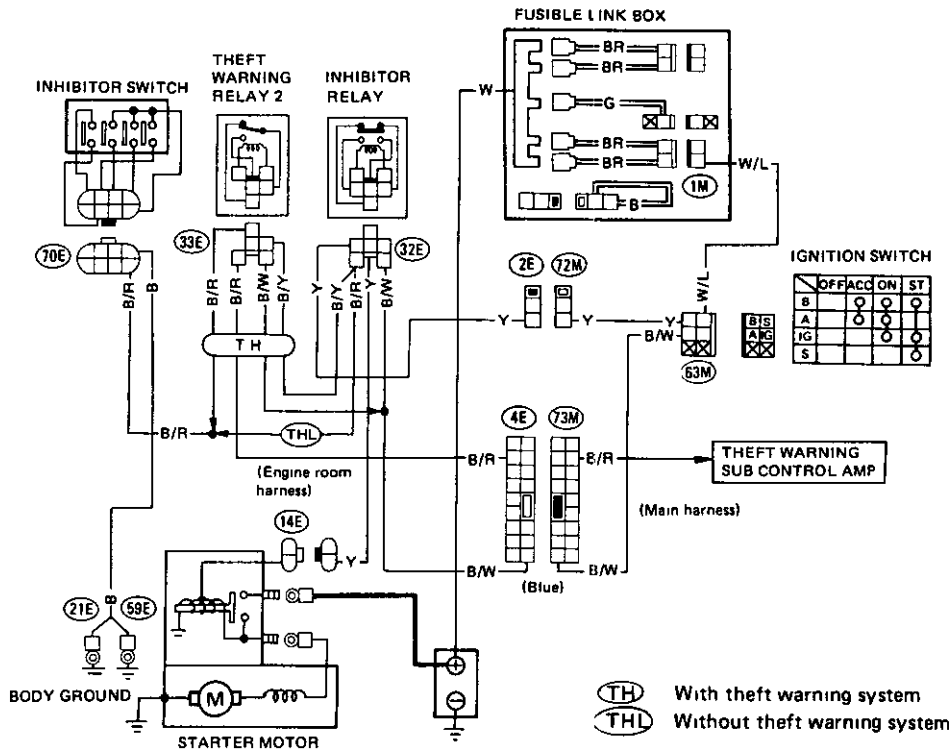 FUSIBLE LINK BOX
THEFT
WARNING
RELAY 2
INHIBITOR
RELAY
INHIBITOR SWITCH
BR
BR
W
G
BR
BR
W/L
1M
B
70E
33E
32E
2E
72M
W/L
IGNITION SWITCH
OFF ACC ON ST
B
A
IG
S
B S
A IG
B/R
B
B/R
B/R
B/W
B/Y
Y
B/Y
B/R
Y
B/W
Y
Y
Y
B/W
63M
TH
B/R
THL
4E
73M
B/R
B/R
THEFT WARNING
SUB CONTROL AMP
(Engine room
harness)
(Main harness)
14E
Y
B/W
B/W
(Blue)
21E
59E
BODY GROUND
M
STARTER MOTOR
TH With theft warning system
THL Without theft warning system